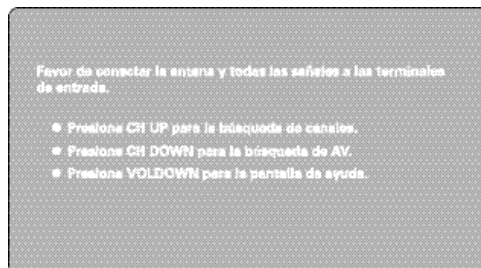 Favor de conectar la antena y todas las señales a las terminales
de entrada.
Presione CH UP para la búsqueda de canales.
Presione CH DOWN para la búsqueda de AV.
Presione VOLDOWN para la pantalla de ayuda.